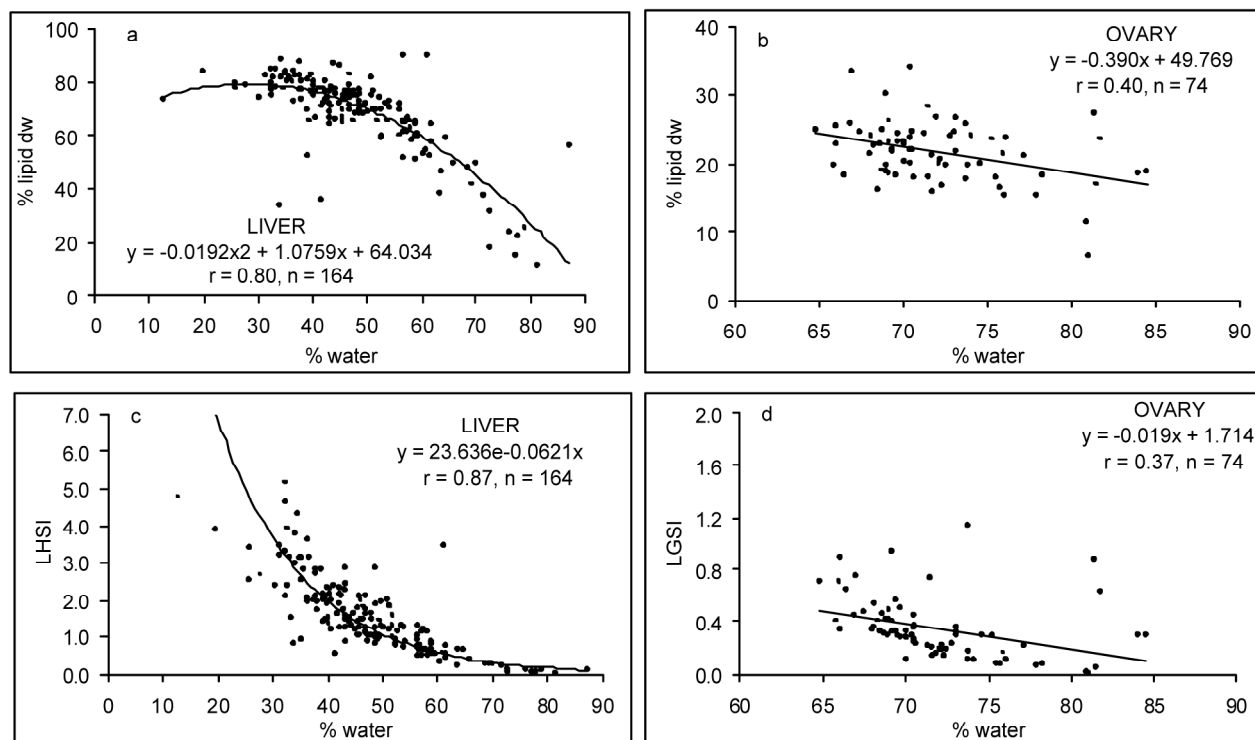 a
100
80
60
40
20
0
% lipid dw
LIVER
y = -0.0192x2 + 1.0759x + 64.034
r = 0.80, n = 164
0 10 20 30 40 50 60 70 80 90
% water
b
40
30
20
10
0
% lipid dw
OVARY
y = -0.390x + 49.769
r = 0.40, n = 74
60 65 70 75 80 85 90
% water
c
7.0
6.0
5.0
4.0
3.0
2.0
1.0
0.0
LHSI
LIVER
y = 23.636e-0.0621x
r = 0.87, n = 164
0 10 20 30 40 50 60 70 80 90
% water
d
2.0
1.6
1.2
0.8
0.4
0.0
LGSI
OVARY
y = -0.019x + 1.714
r = 0.37, n = 74
60 65 70 75 80 85 90
% water